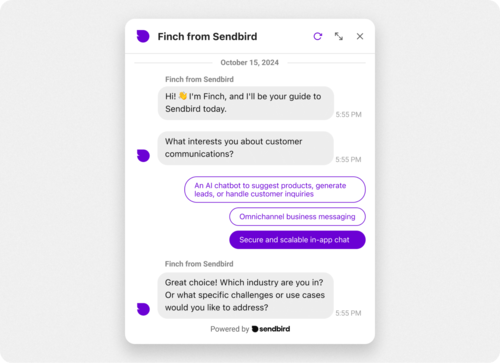 Finch from Sendbird
October 15, 2024
Finch from Sendbird
Hi! 👋 I'm Finch, and I'll be your guide to
Sendbird today.
5:55 PM
What interests you about customer
communications?
5:55 PM
An AI chatbot to suggest products, generate
leads, or handle customer inquiries
Omnichannel business messaging
Secure and scalable in-app chat
Finch from Sendbird
Great choice! Which industry are you in?
Or what specific challenges or use cases
would you like to address?
5:55 PM
Powered by sendbird